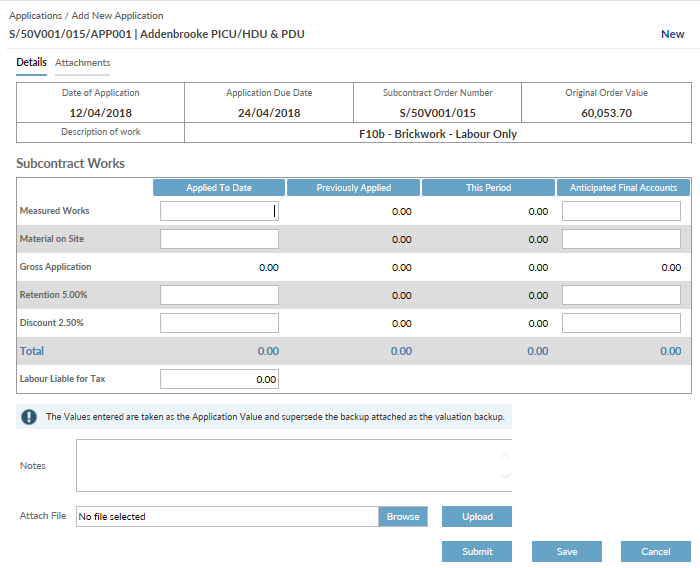 Applications / Add New Application
S/50V001/015/APP001 | Addenbrooke PICU/HDU & PDU New
Details Attachments
Date of Application Application Due Date Subcontract Order Number Original Order Value
12/04/2018 24/04/2018 S/50V001/015 60,053.70
Description of work F10b - Brickwork - Labour Only
Subcontract Works
Applied To Date Previously Applied This Period Anticipated Final Accounts
Measured Works 0.00 0.00
Material on Site 0.00 0.00
Gross Application 0.00 0.00 0.00 0.00
Retention 5.00% 0.00 0.00
Discount 2.50% 0.00 0.00
Total 0.00 0.00 0.00 0.00
Labour Liable for Tax 0.00
! The Values entered are taken as the Application Value and supersede the backup attached as the valuation backup.
Notes
Attach File No file selected Browse Upload
Submit Save Cancel